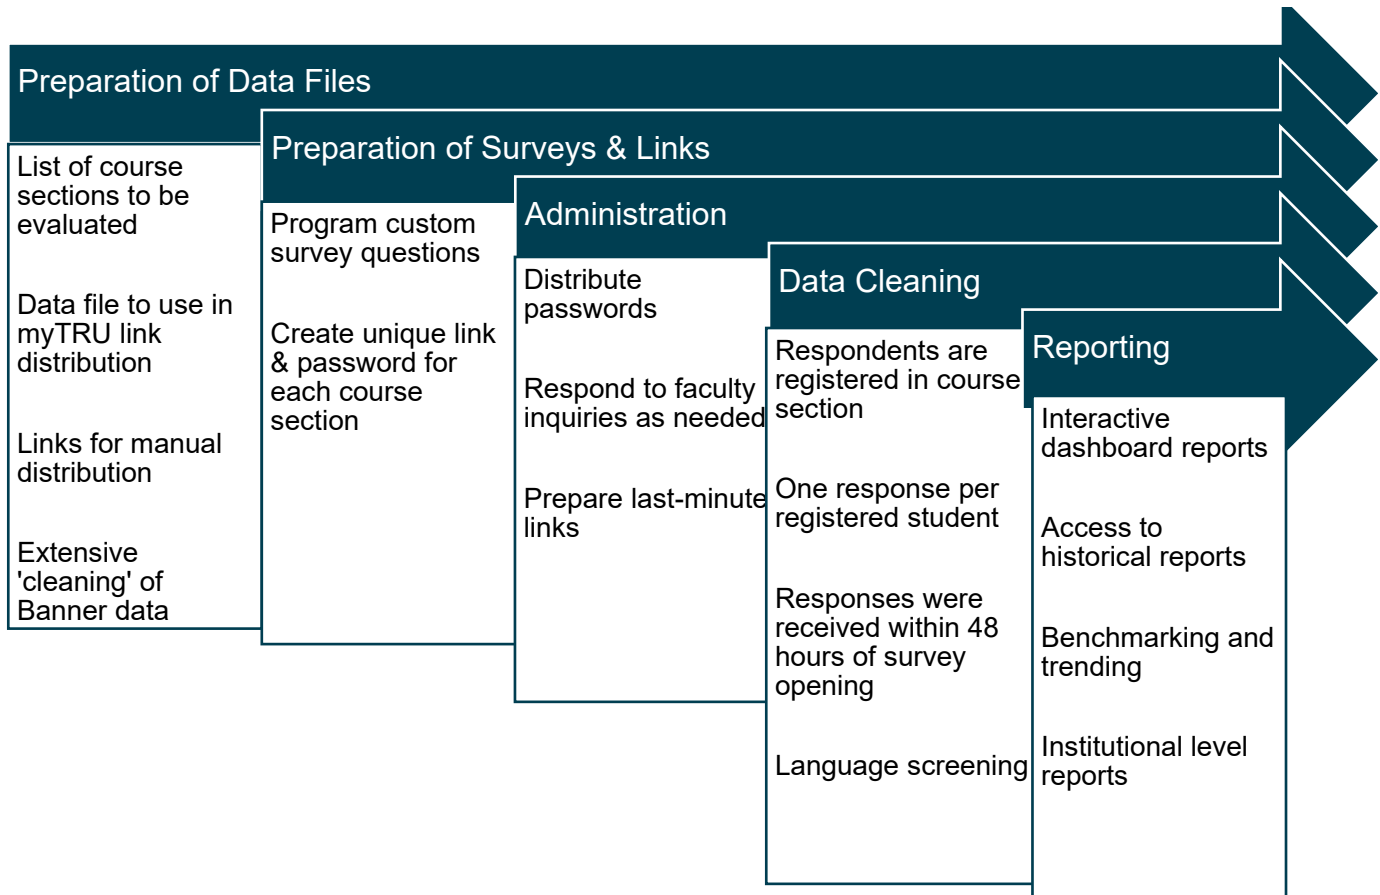 Preparation of Data Files
List of course
sections to be
evaluated
Data file to use in
myTRU link
distribution
Links for manual
distribution
Extensive
'cleaning' of
Banner data
Preparation of Surveys & Links
Program custom
survey questions
Create unique link
& password for
each course
section
Administration
Distribute
passwords
Respond to faculty
inquiries as needed
Prepare last-minute
links
Data Cleaning
Respondents are
registered in course
section
One response per
registered student
Responses were
received within 48
hours of survey
opening
Language screening
Reporting
Interactive
dashboard reports
Access to
historical reports
Benchmarking and
trending
Institutional level
reports